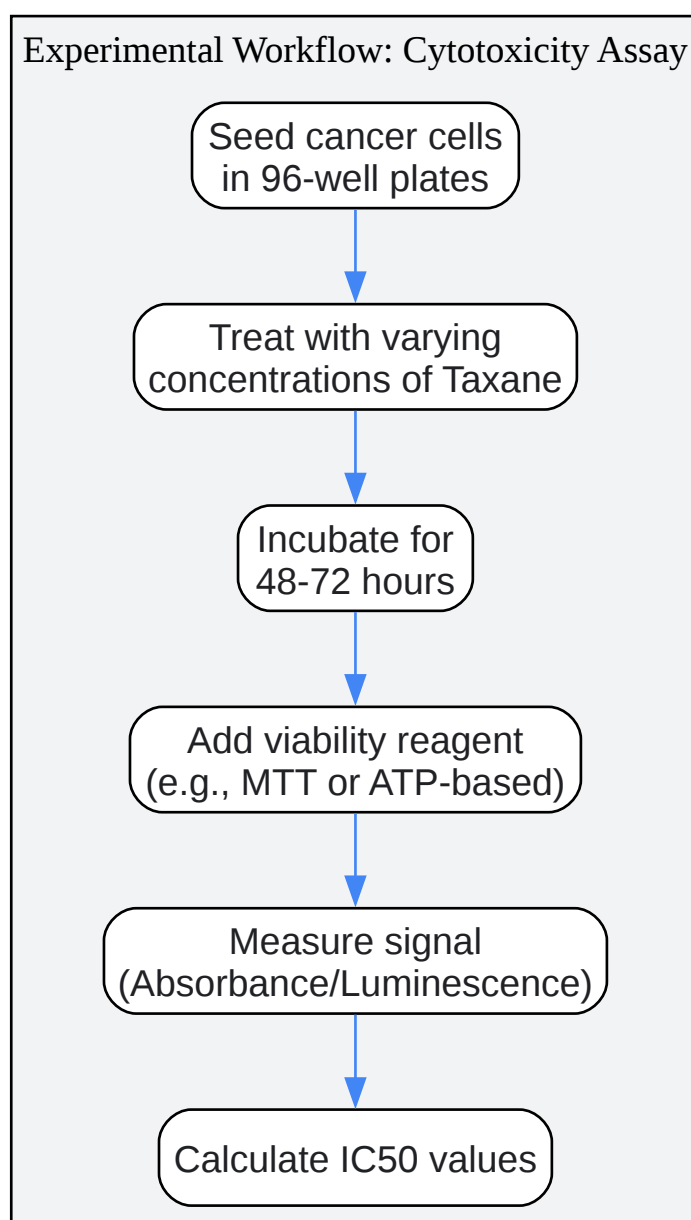 Experimental Workflow: Cytotoxicity Assay
Seed cancer cells
in 96-well plates
Treat with varying
concentrations of Taxane
Incubate for
48-72 hours
Add viability reagent
(e.g., MTT or ATP-based)
Measure signal
(Absorbance/Luminescence)
Calculate IC50 values